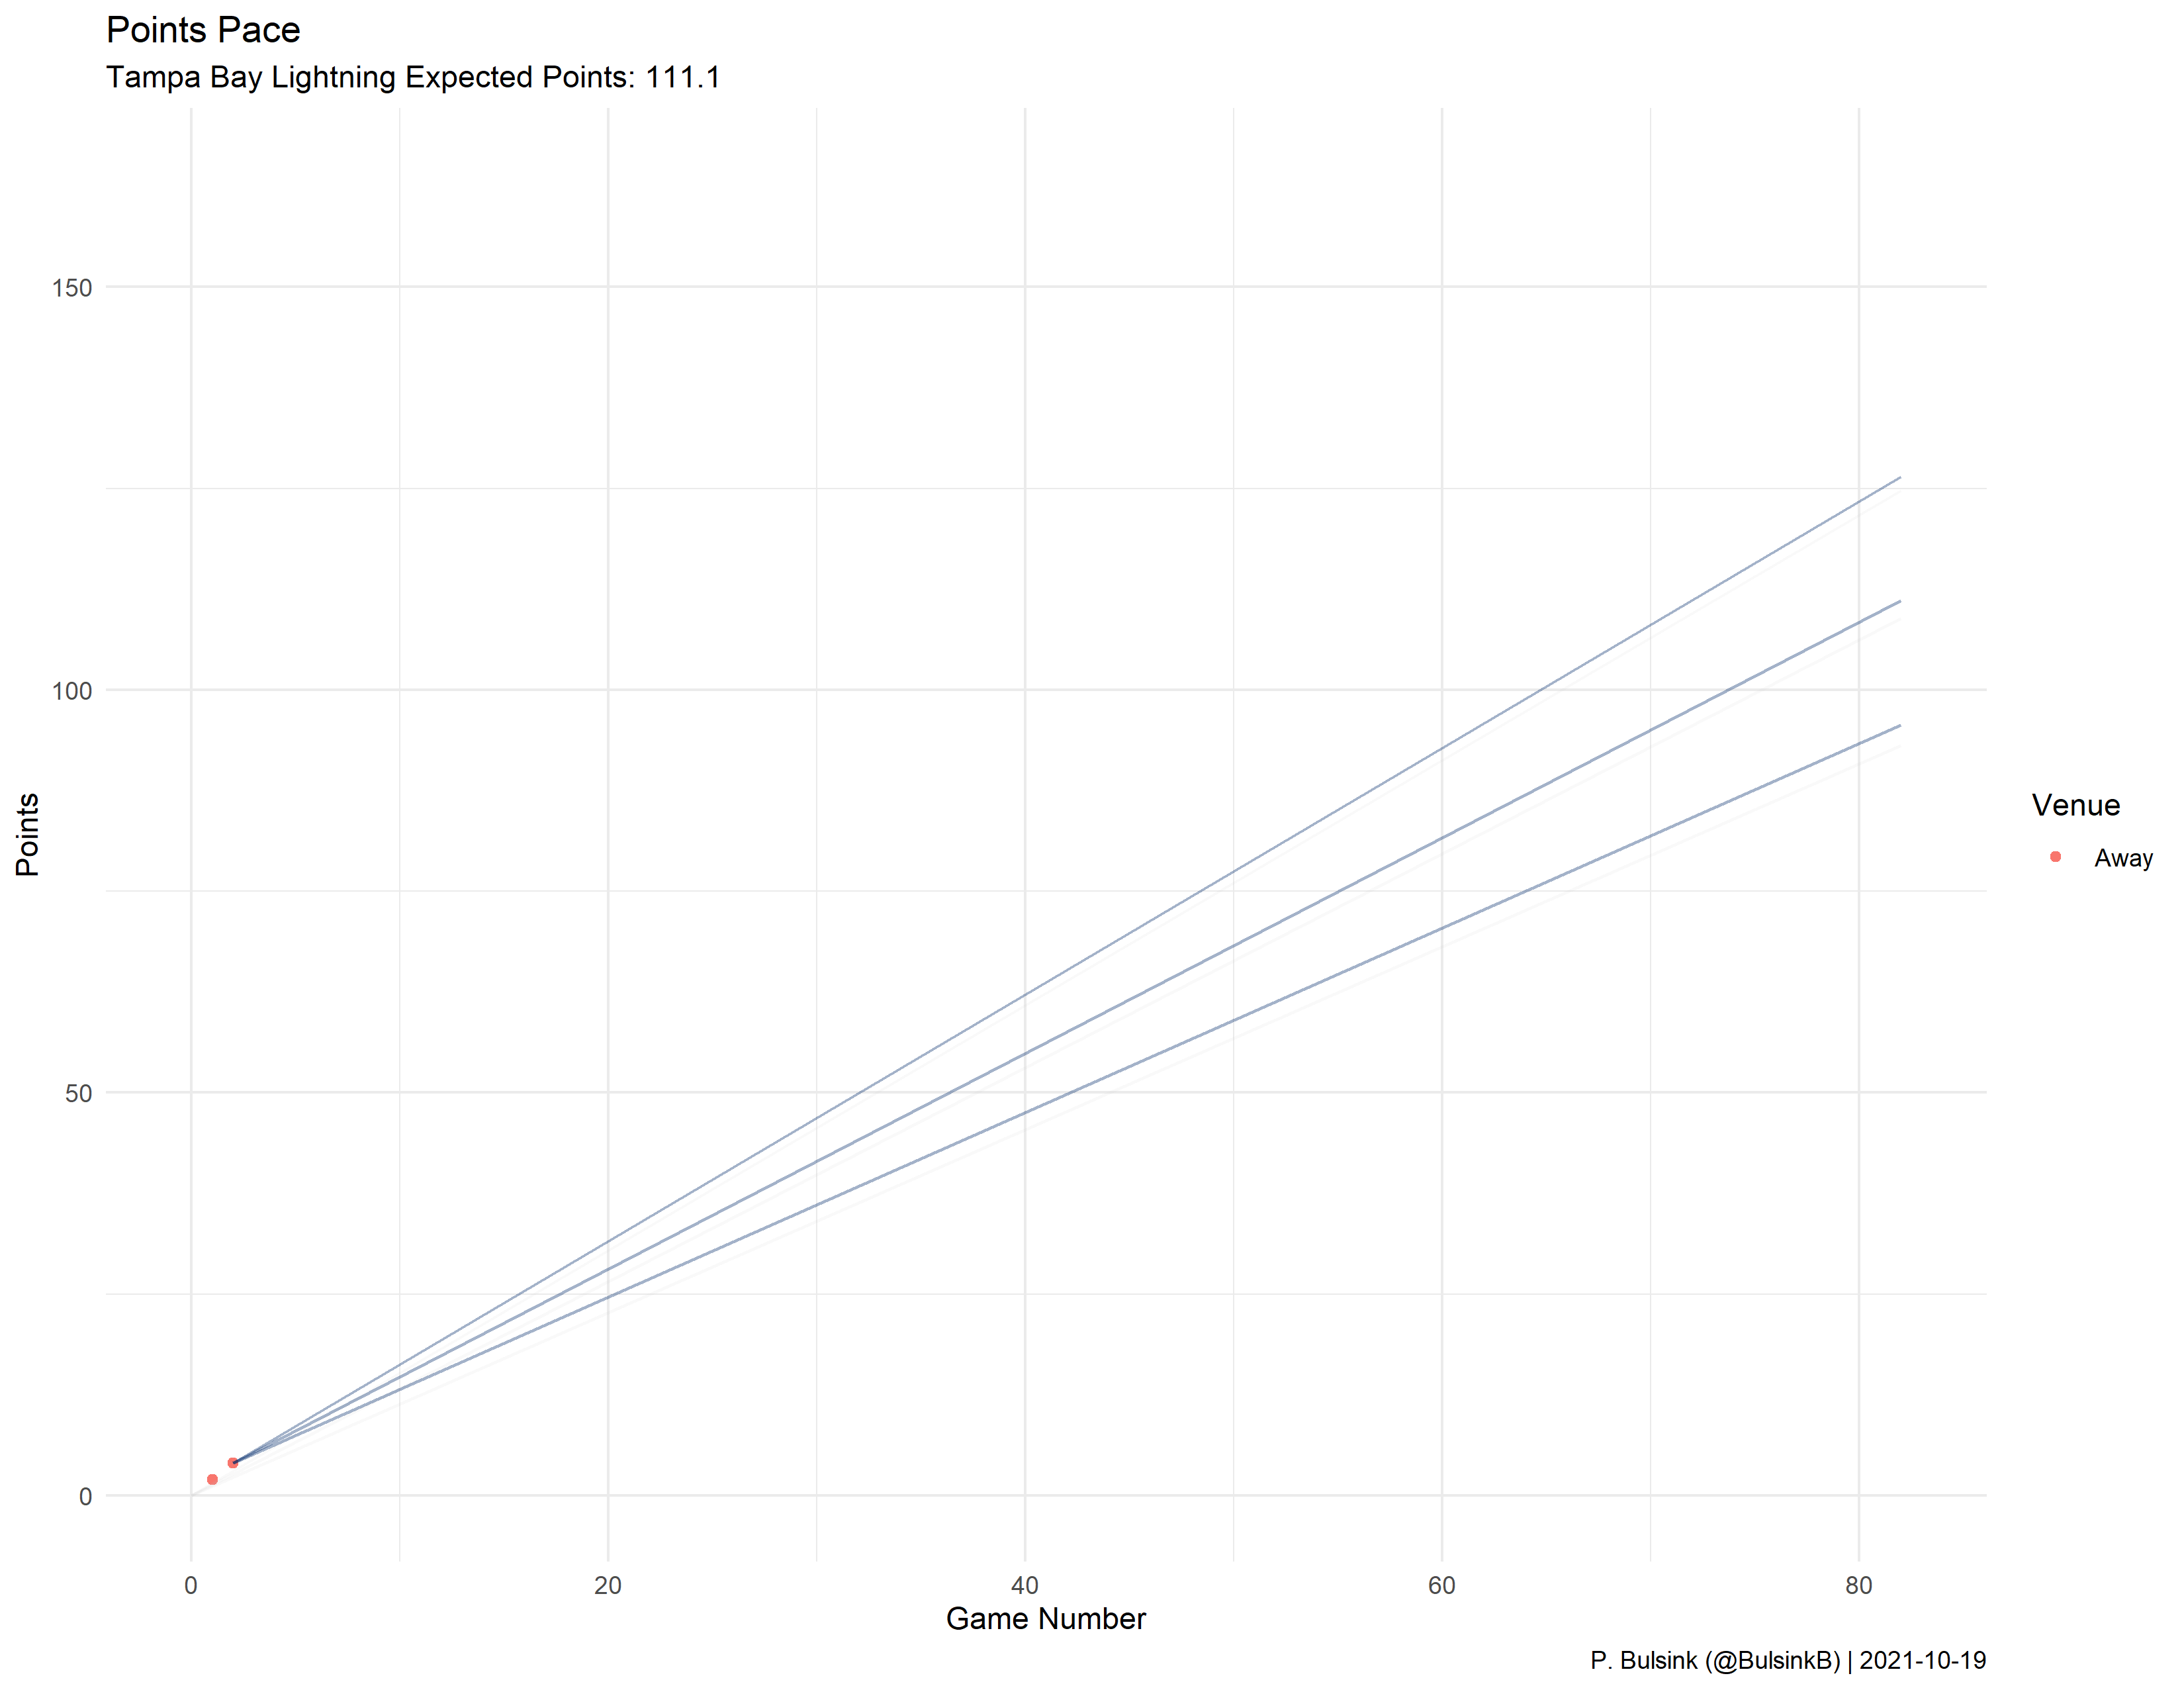 Points Pace
Tampa Bay Lightning Expected Points: 111.1
150
100
50
0
Points
0 20 40 60 80
Game Number
Venue
Away
P. Bulsink (@BulsinkB) | 2021-10-19